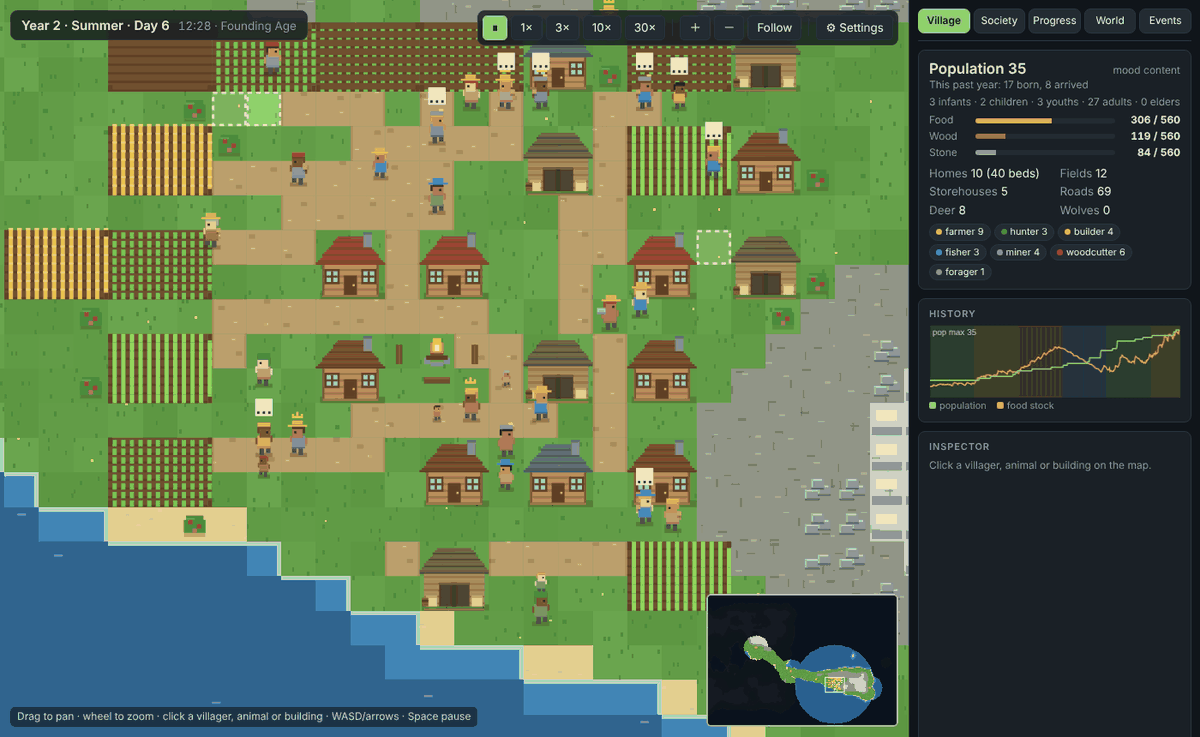 Year 2 · Summer · Day 6 12:28 · Founding Age
1× 3× 10× 30× + − Follow ⚙ Settings
Village Society Progress World Events
Population 35 mood content
This past year: 17 born, 8 arrived
3 infants · 2 children · 3 youths · 27 adults · 0 elders
Food 306 / 560
Wood 119 / 560
Stone 84 / 560
Homes 10 (40 beds) Fields 12
Storehouses 5 Roads 69
Deer 8 Wolves 0
farmer 9 hunter 3 builder 4
fisher 3 miner 4 woodcutter 6
forager 1
HISTORY
pop max 35
population food stock
INSPECTOR
Click a villager, animal or building on the map.
Drag to pan · wheel to zoom · click a villager, animal or building · WASD/arrows · Space pause